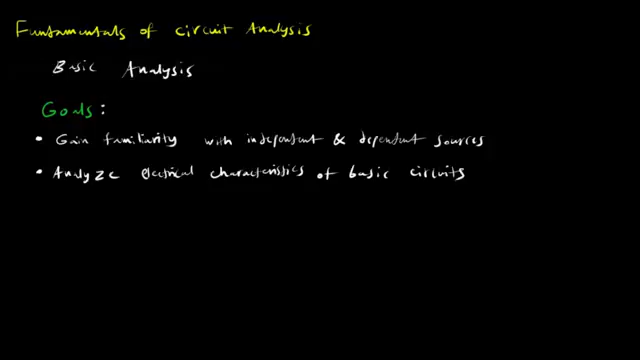 Fundamentals of Circuit Analysis
Basic Analysis
Goals:
• Gain familiarity with independent & dependent sources
• Analyze electrical characteristics of basic circuits